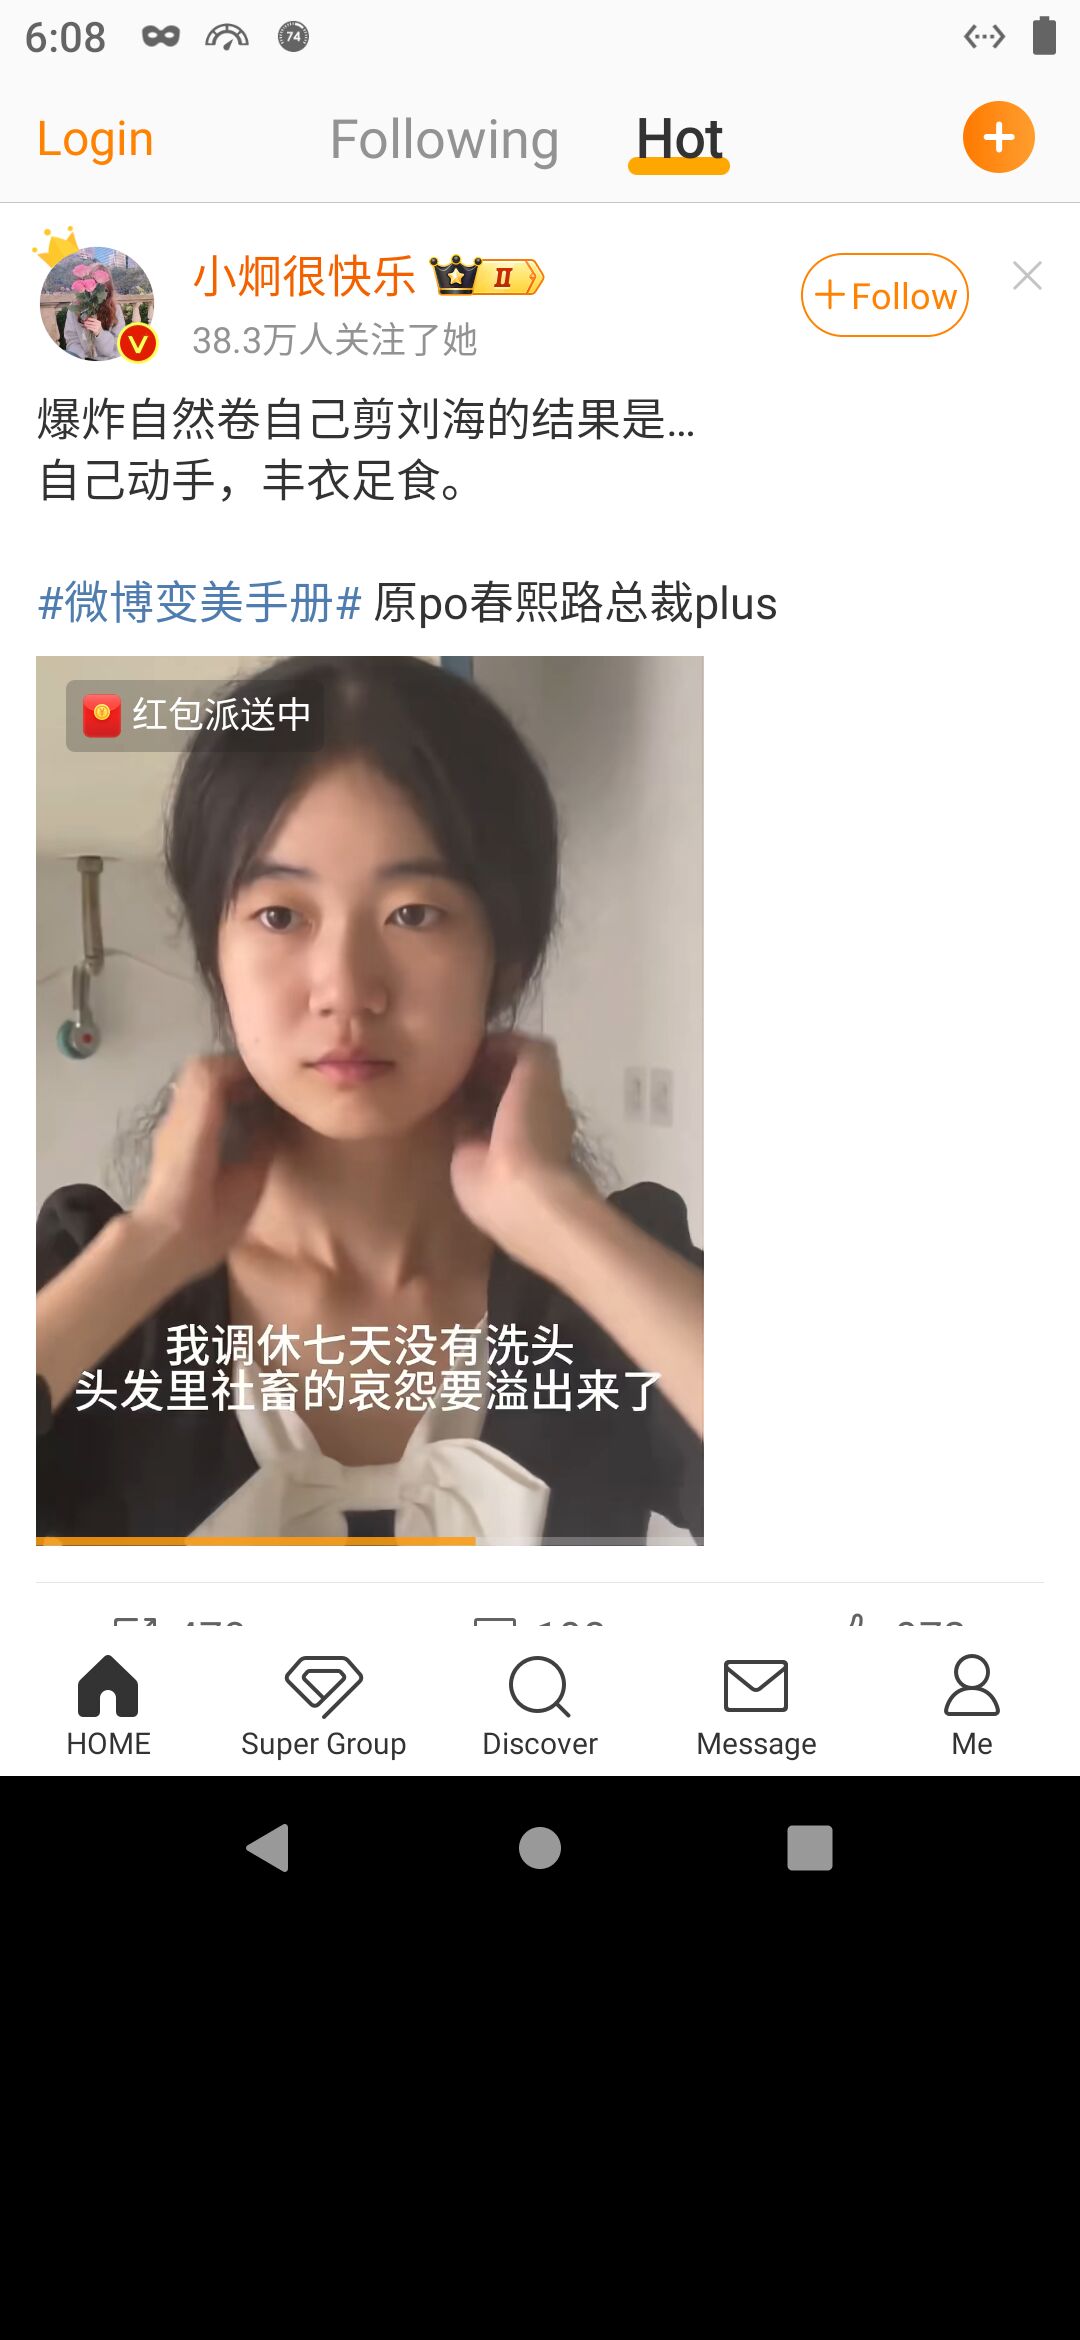 6:08
74
Login
Following
Hot
小炯很快乐
II
+Follow
38.3万人关注了她
爆炸自然卷自己剪刘海的结果是...
自己动手，丰衣足食。
#微博变美手册# 原po春熙路总裁plus
红包派送中
我调休七天没有洗头
头发里社畜的哀怨要溢出来了
HOME
Super Group
Discover
Message
Me